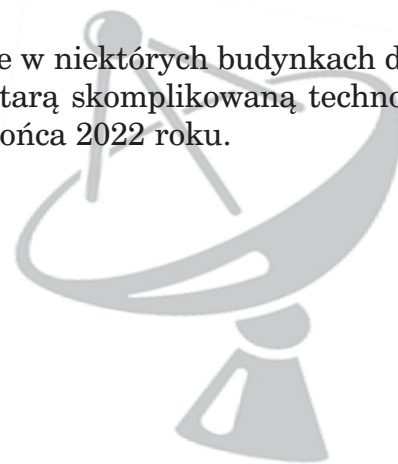 e w niektórych budynkach d
tarą skomplikowaną techno
ońca 2022 roku.